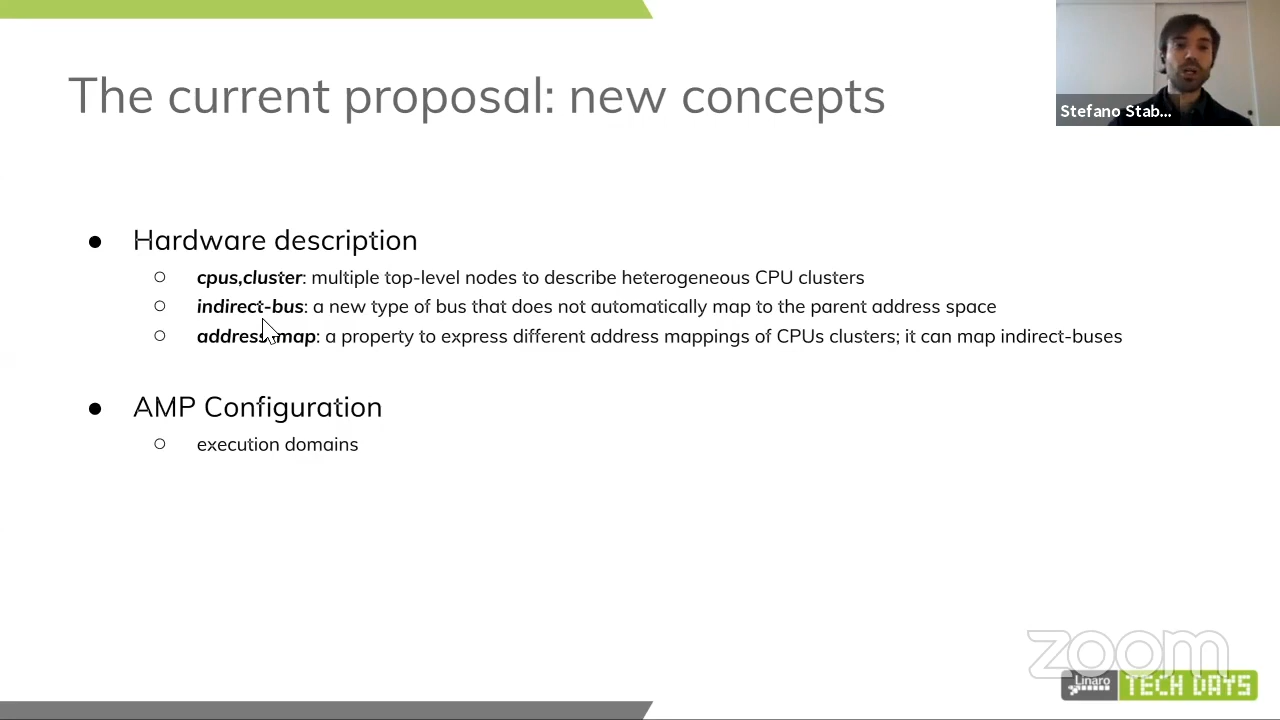 The current proposal: new concepts
Stefano Stab...
● Hardware description
○ cpus,cluster: multiple top-level nodes to describe heterogeneous CPU clusters
○ indirect-bus: a new type of bus that does not automatically map to the parent address space
○ address-map: a property to express different address mappings of CPUs clusters; it can map indirect-buses
● AMP Configuration
○ execution domains
zoom
Linaro TECH DAYS